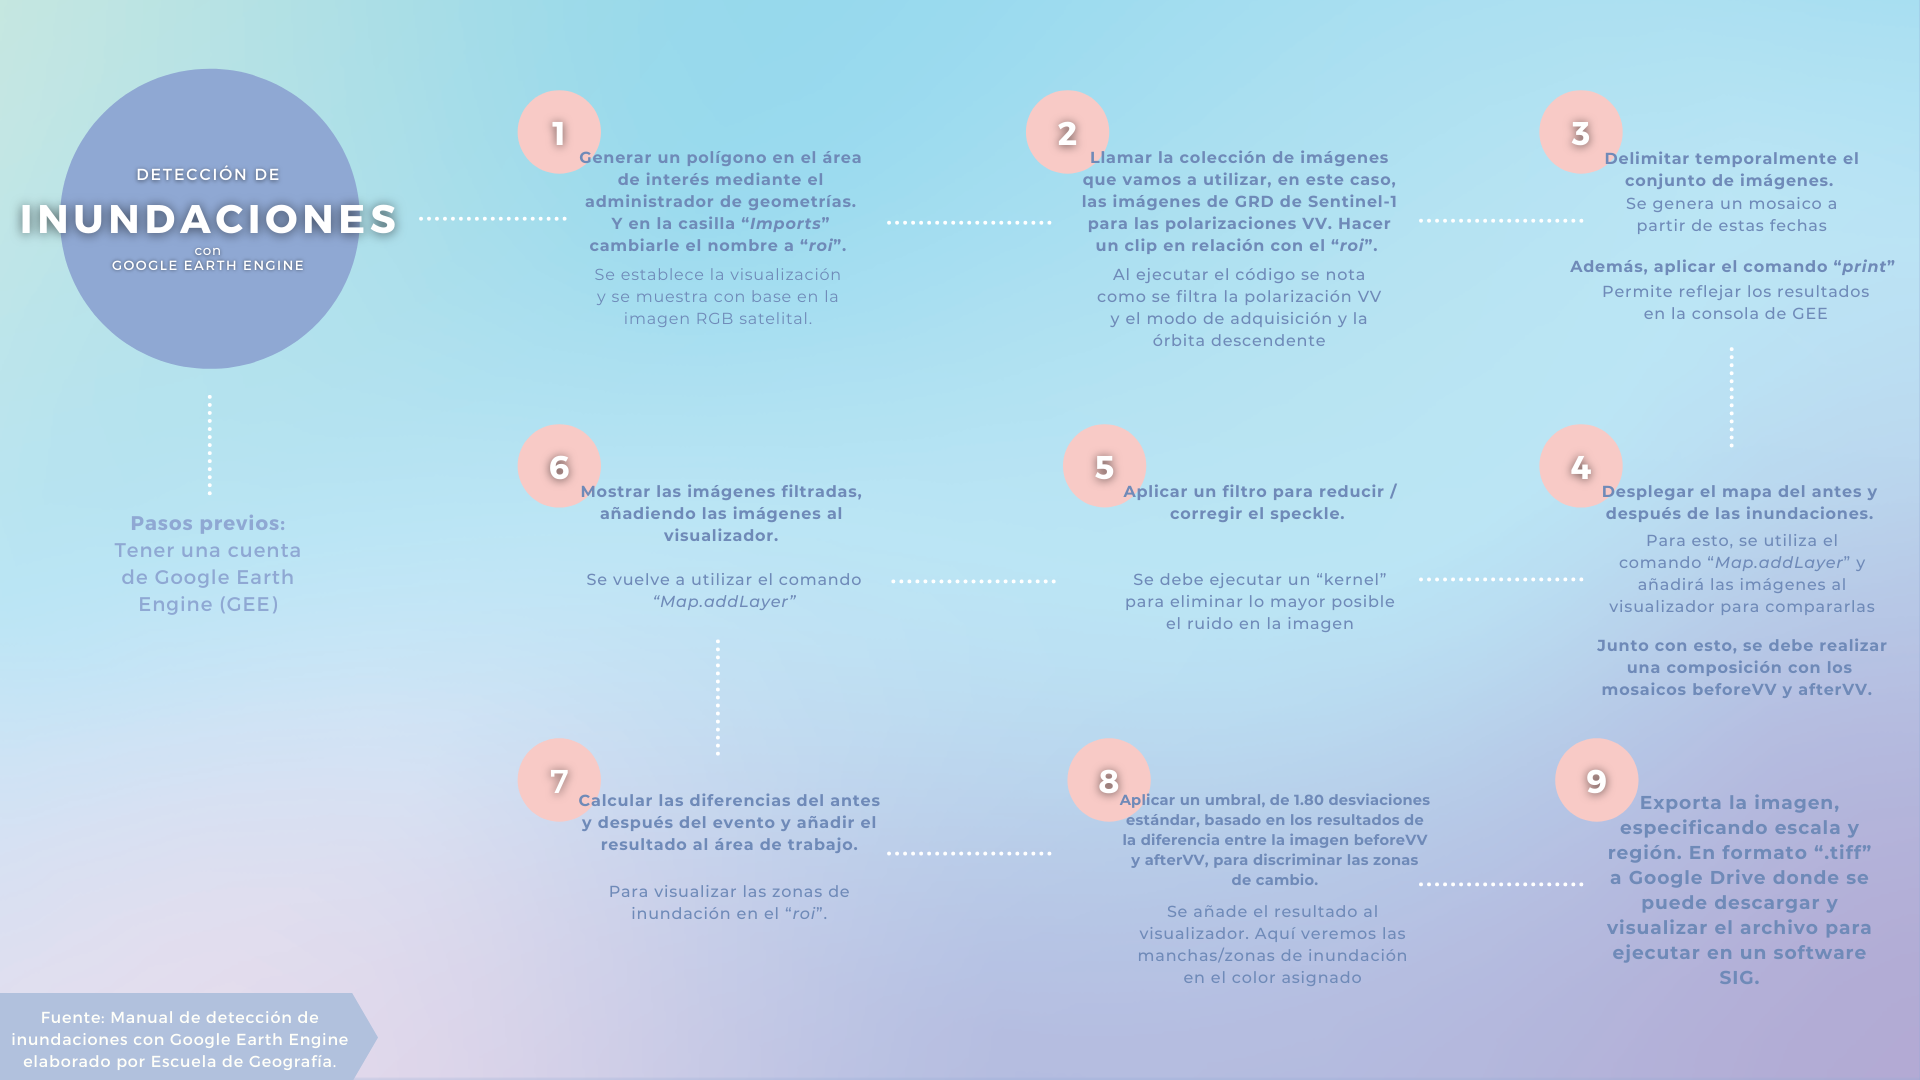 DETECCIÓN DE
INUNDACIONES
con
GOOGLE EARTH ENGINE
Pasos previos:
Tener una cuenta
de Google Earth
Engine (GEE)
1
Generar un polígono en el área
de interés mediante el
administrador de geometrías.
Y en la casilla “Imports”
cambiarle el nombre a “roi”.
Se establece la visualización
y se muestra con base en la
imagen RGB satelital.
2
Llamar la colección de imágenes
que vamos a utilizar, en este caso,
las imágenes de GRD de Sentinel-1
para las polarizaciones VV. Hacer
un clip en relación con el “roi”.
Al ejecutar el código se nota
como se filtra la polarización VV
y el modo de adquisición y la
órbita descendente
3
Delimitar temporalmente el
conjunto de imágenes.
Se genera un mosaico a
partir de estas fechas
Además, aplicar el comando “print”
Permite reflejar los resultados
en la consola de GEE
4
Desplegar el mapa del antes y
después de las inundaciones.
Para esto, se utiliza el
comando “Map.addLayer” y
añadirá las imágenes al
visualizador para compararlas
Junto con esto, se debe realizar
una composición con los
mosaicos beforeVV y afterVV.
5
Aplicar un filtro para reducir /
corregir el speckle.
Se debe ejecutar un “kernel”
para eliminar lo mayor posible
el ruido en la imagen
6
Mostrar las imágenes filtradas,
añadiendo las imágenes al
visualizador.
Se vuelve a utilizar el comando
“Map.addLayer”
7
Calcular las diferencias del antes
y después del evento y añadir el
resultado al área de trabajo.
Para visualizar las zonas de
inundación en el “roi”.
8
Aplicar un umbral, de 1.80 desviaciones
estándar, basado en los resultados de
la diferencia entre la imagen beforeVV
y afterVV, para discriminar las zonas
de cambio.
Se añade el resultado al
visualizador. Aquí veremos las
manchas/zonas de inundación
en el color asignado
9
Exporta la imagen,
especificando escala y
región. En formato “.tiff”
a Google Drive donde se
puede descargar y
visualizar el archivo para
ejecutar en un software
SIG.
Fuente: Manual de detección de
inundaciones con Google Earth Engine
elaborado por Escuela de Geografía.